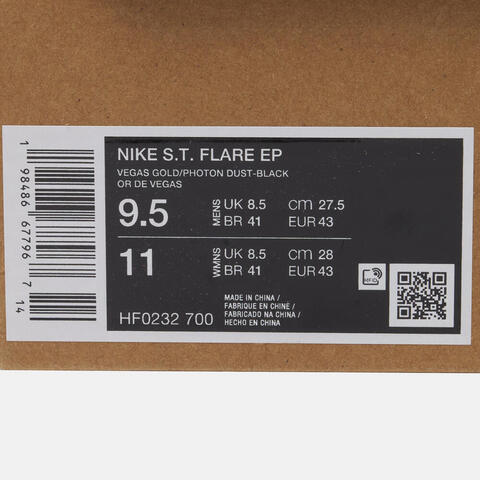 NIKE S.T. FLARE EP
VEGAS GOLD/PHOTON DUST-BLACK
OR DE VEGAS
9.5 MENS UK 8.5 CM 27.5
BR 41 EUR 43
11 WMNS UK 8.5 CM 28
BR 41 EUR 43
RFID
MADE IN CHINA /
FABRIQUE EN CHINE /
FABRICADO NA CHINA /
HECHO EN CHINA
HF0232 700
1 98486 67796 7 14